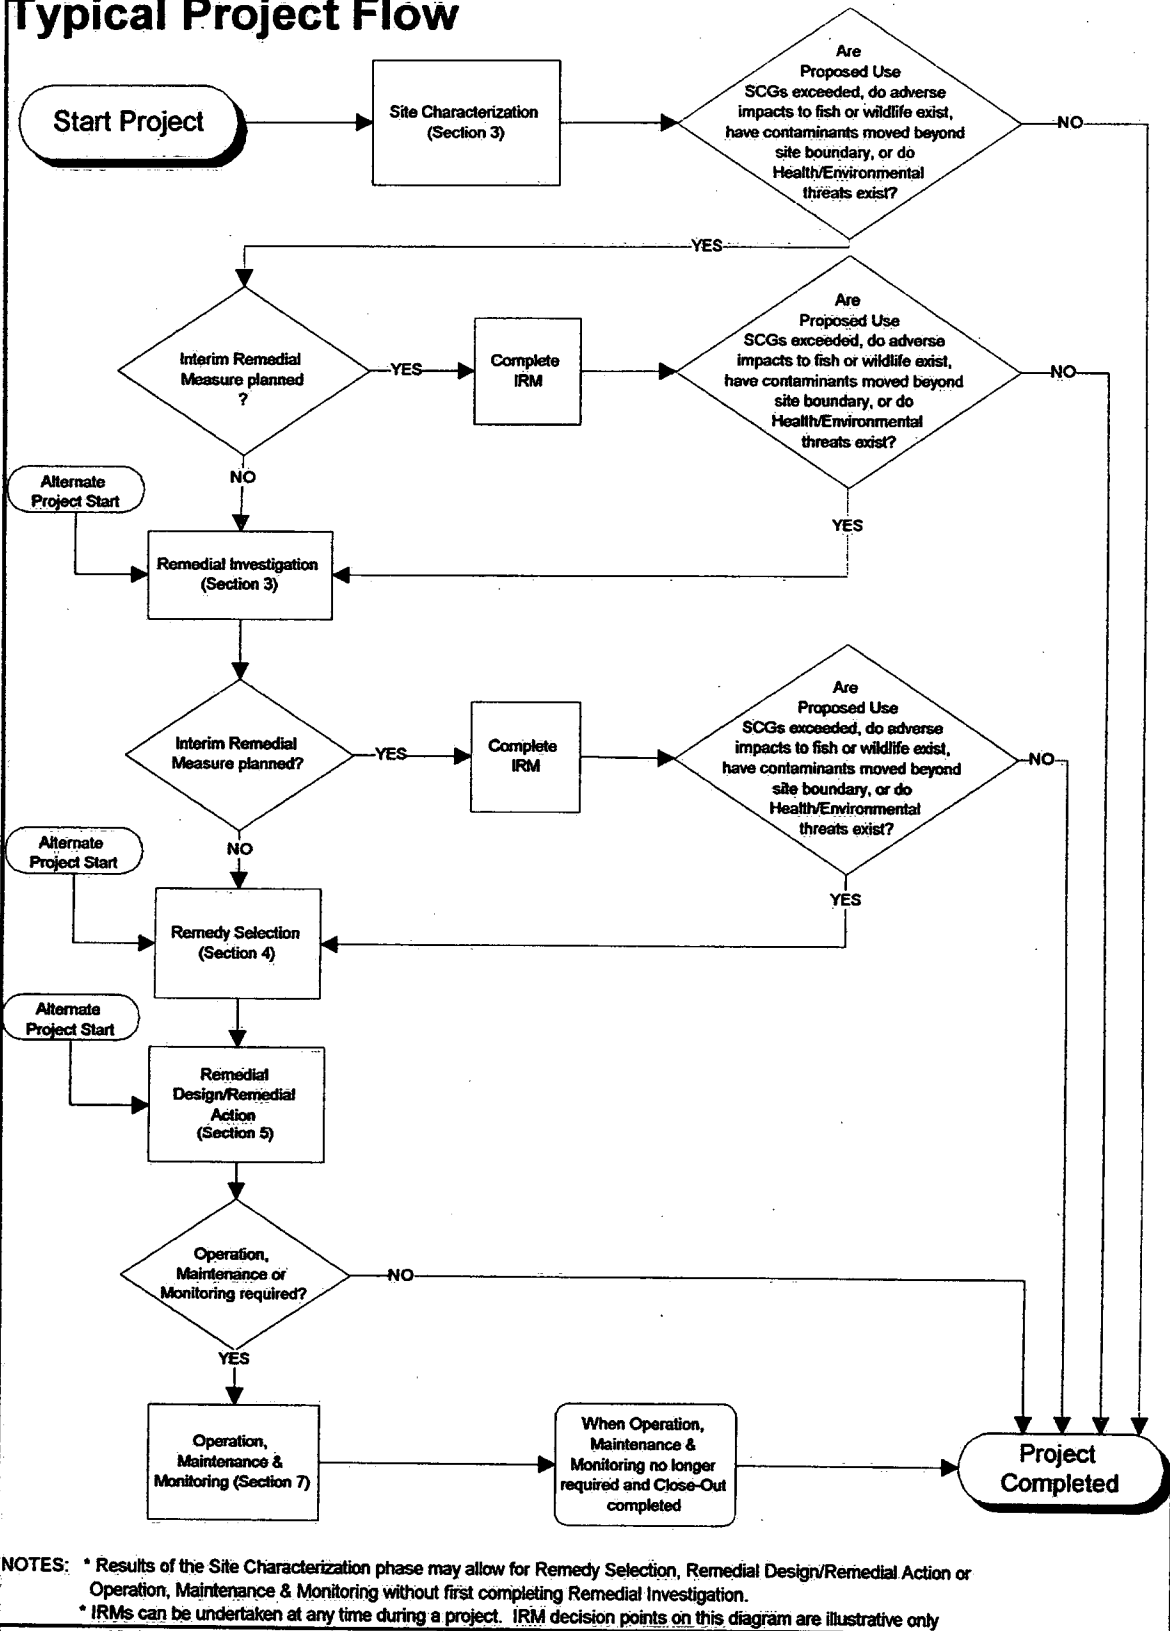 Typical Project Flow
Start Project
Site Characterization
(Section 3)
Are
Proposed Use
SCGs exceeded, do adverse
impacts to fish or wildlife exist,
have contaminants moved beyond
site boundary, or do
Health/Environmental
threats exist?
NO
YES
Interim Remedial
Measure planned
?
YES
Complete
IRM
Are
Proposed Use
SCGs exceeded, do adverse
impacts to fish or wildlife exist,
have contaminants moved beyond
site boundary, or do
Health/Environmental
threats exist?
NO
NO
YES
Alternate
Project Start
Remedial Investigation
(Section 3)
Interim Remedial
Measure planned?
YES
Complete
IRM
Are
Proposed Use
SCGs exceeded, do adverse
impacts to fish or wildlife exist,
have contaminants moved beyond
site boundary, or do
Health/Environmental
threats exist?
NO
NO
YES
Alternate
Project Start
Remedy Selection
(Section 4)
Alternate
Project Start
Remedial
Design/Remedial
Action
(Section 5)
Operation,
Maintenance or
Monitoring required?
NO
YES
Operation,
Maintenance &
Monitoring (Section 7)
When Operation,
Maintenance &
Monitoring no longer
required and Close-Out
completed
Project
Completed
NOTES: * Results of the Site Characterization phase may allow for Remedy Selection, Remedial Design/Remedial Action or
Operation, Maintenance & Monitoring without first completing Remedial Investigation.
* IRMs can be undertaken at any time during a project. IRM decision points on this diagram are illustrative only